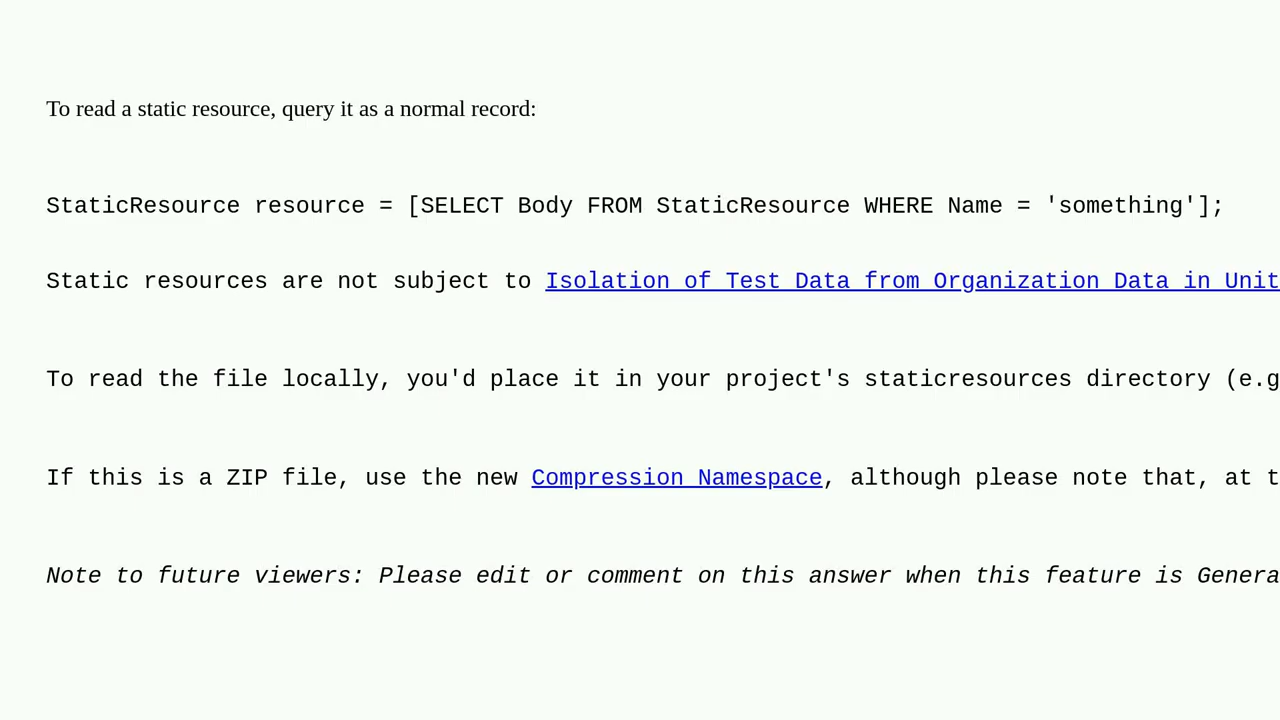 To read a static resource, query it as a normal record:
StaticResource resource = [SELECT Body FROM StaticResource WHERE Name = 'something'];
Static resources are not subject to Isolation of Test Data from Organization Data in Unit
To read the file locally, you'd place it in your project's staticresources directory (e.g
If this is a ZIP file, use the new Compression Namespace, although please note that, at
Note to future viewers: Please edit or comment on this answer when this feature is